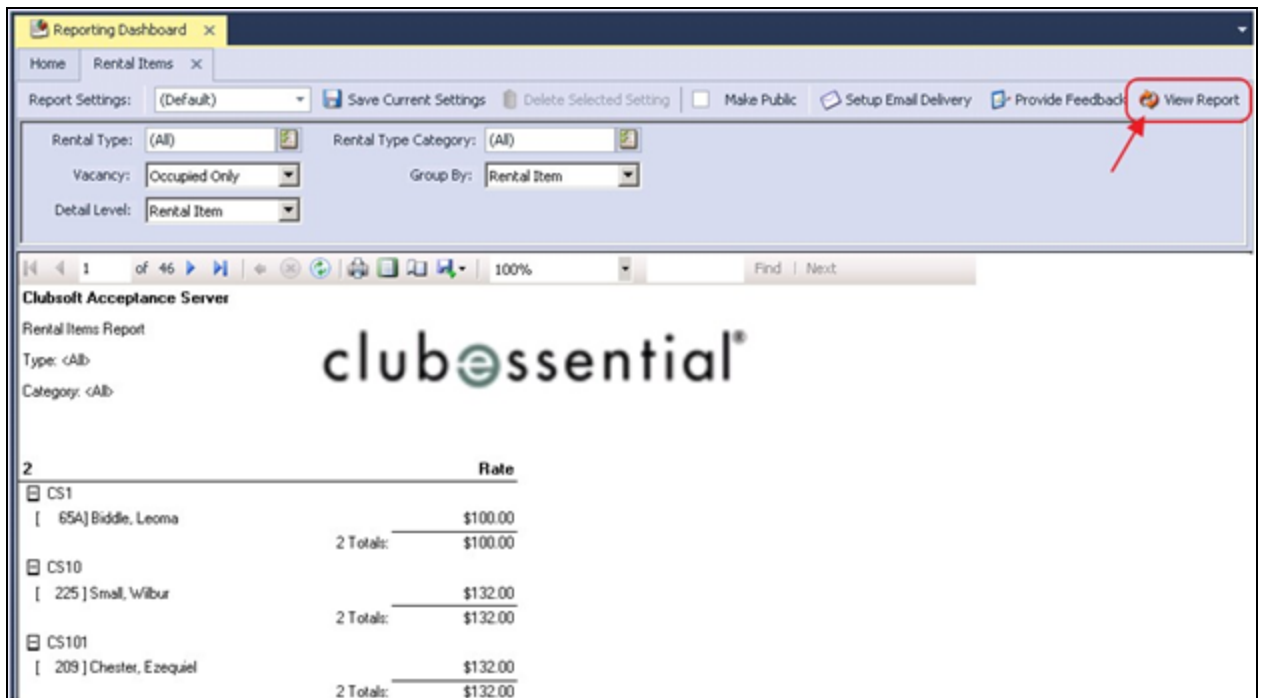 Reporting Dashboard
Home Rental Items
Report Settings: (Default) Save Current Settings Delete Selected Setting Make Public Setup Email Delivery Provide Feedback View Report
Rental Type: (All) Rental Type Category: (All)
Vacancy: Occupied Only Group By: Rental Item
Detail Level: Rental Item
1 of 46 100% Find | Next
Clubsoft Acceptance Server
Rental Items Report
Type: <All>
Category: <All>
clubessential®
2 Rate
CS1
[ 65A] Biddle, Leoma $100.00
2 Totals: $100.00
CS10
[ 225 ] Small, Wilbur $132.00
2 Totals: $132.00
CS101
[ 209 ] Chester, Ezequiel $132.00
2 Totals: $132.00